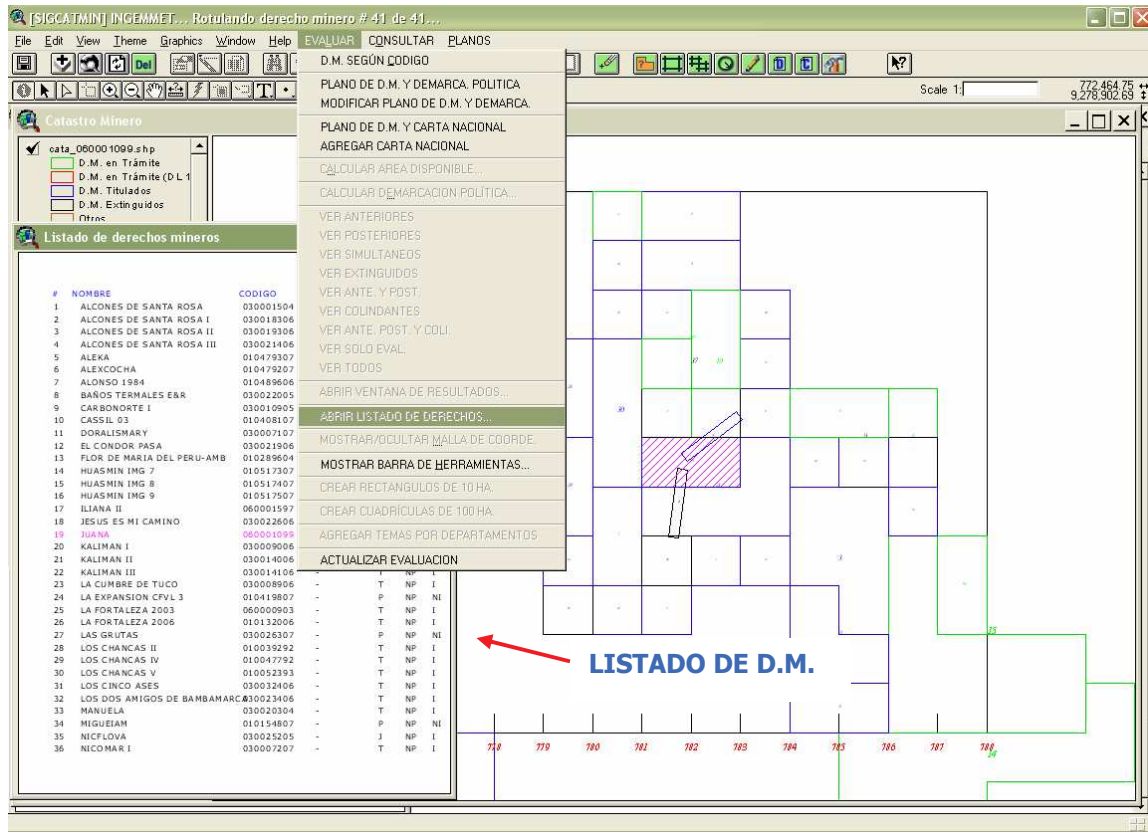 [SIGCATMIN] INGEMMET... Rotulando derecho minero # 41 de 41...
File Edit View Theme Graphics Window Help EVALUAR CONSULTAR PLANOS
Del
Scale 1:
772,464.75
9,278,902.69
Catastro Minero
cata_060001099.shp
D.M. en Trámite
D.M. en Trámite (D L 1
D.M. Titulados
D.M. Extinguidos
Otros
D.M. SEGÚN CODIGO
PLANO DE D.M. Y DEMARCA. POLITICA
MODIFICAR PLANO DE D.M. Y DEMARCA.
PLANO DE D.M. Y CARTA NACIONAL
AGREGAR CARTA NACIONAL
CALCULAR AREA DISPONIBLE...
CALCULAR DEMARCACION POLÍTICA...
VER ANTERIORES
VER POSTERIORES
VER SIMULTANEOS
VER EXTINGUIDOS
VER ANTE. Y POST.
VER COLINDANTES
VER ANTE. POST. Y COLI.
VER SOLO EVAL.
VER TODOS
ABRIR VENTANA DE RESULTADOS...
ABRIR LISTADO DE DERECHOS...
MOSTRAR/OCULTAR MALLA DE COORDE.
MOSTRAR BARRA DE HERRAMIENTAS...
CREAR RECTANGULOS DE 10 HA.
CREAR CUADRÍCULAS DE 100 HA.
AGREGAR TEMAS POR DEPARTAMENTOS
ACTUALIZAR EVALUACION
Listado de derechos mineros
# NOMBRE CODIGO
1 ALCONES DE SANTA ROSA 030001504
2 ALCONES DE SANTA ROSA I 030018306
3 ALCONES DE SANTA ROSA II 030019306
4 ALCONES DE SANTA ROSA III 030021406
5 ALEKA 010479307
6 ALEXCOCHA 010479207
7 ALONSO 1984 010489606
8 BAÑOS TERMALES E&R 030022005
9 CARBONORTE I 030010905
10 CASSIL 03 010408107
11 DORALISMARY 030007107
12 EL CONDOR PASA 030021906
13 FLOR DE MARIA DEL PERU-AMB 010289604
14 HUASMIN IMG 7 010517307
15 HUASMIN IMG 8 010517407
16 HUASMIN IMG 9 010517507
17 ILIANA II 060001597
18 JESUS ES MI CAMINO 030022606
19 JUANA 060001099
20 KALIMAN I 030009006
21 KALIMAN II 030014006
22 KALIMAN III 030014106 - T NP I
23 LA CUMBRE DE TUCO 030008906 - T NP I
24 LA EXPANSION CFVL 3 010419807 - P NP NI
25 LA FORTALEZA 2003 060000903 - T NP I
26 LA FORTALEZA 2006 010132006 - T NP I
27 LAS GRUTAS 030026307 - P NP NI
28 LOS CHANCAS II 010039292 - T NP I
29 LOS CHANCAS IV 010047792 - T NP I
30 LOS CHANCAS V 010052393 - T NP I
31 LOS CINCO ASES 030032406 - T NP I
32 LOS DOS AMIGOS DE BAMBAMARCA 030023406 - T NP I
33 MANUELA 030020304 - T NP I
34 MIGUEIAM 010154807 - P NP NI
35 NICFLOVA 030025205 - J NP I
36 NICOMAR I 030007207 - T NP I
LISTADO DE D.M.
35
778 779 780 781 782 783 784 785 786 787 788
34